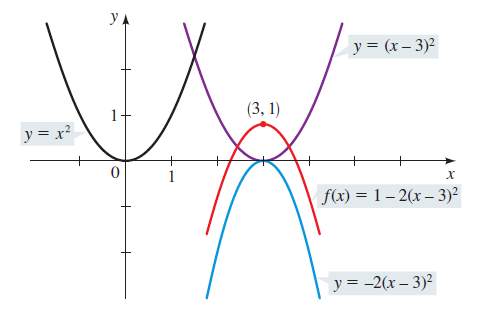 y
y = (x – 3)²
1
(3, 1)
y = x²
0
1
x
f(x) = 1 – 2(x – 3)²
y = –2(x – 3)²